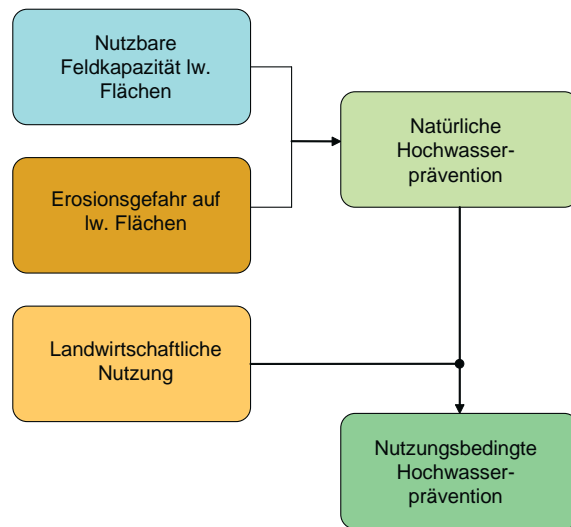 Nutzbare
Feldkapazität lw.
Flächen
Natürliche
Hochwasser-
prävention
Erosionsgefahr auf
lw. Flächen
Landwirtschaftliche
Nutzung
Nutzungsbedingte
Hochwasser-
prävention